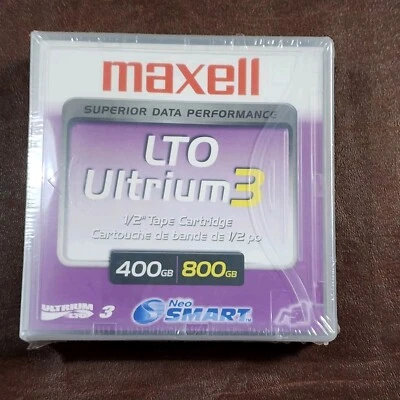 maxell
SUPERIOR DATA PERFORMANCE
LTO
Ultrium3
1/2" Tape Cartridge
Cartouche de bande de 1/2 po
400GB 800GB
ULTRIUM
LTO 3
Neo
SMART